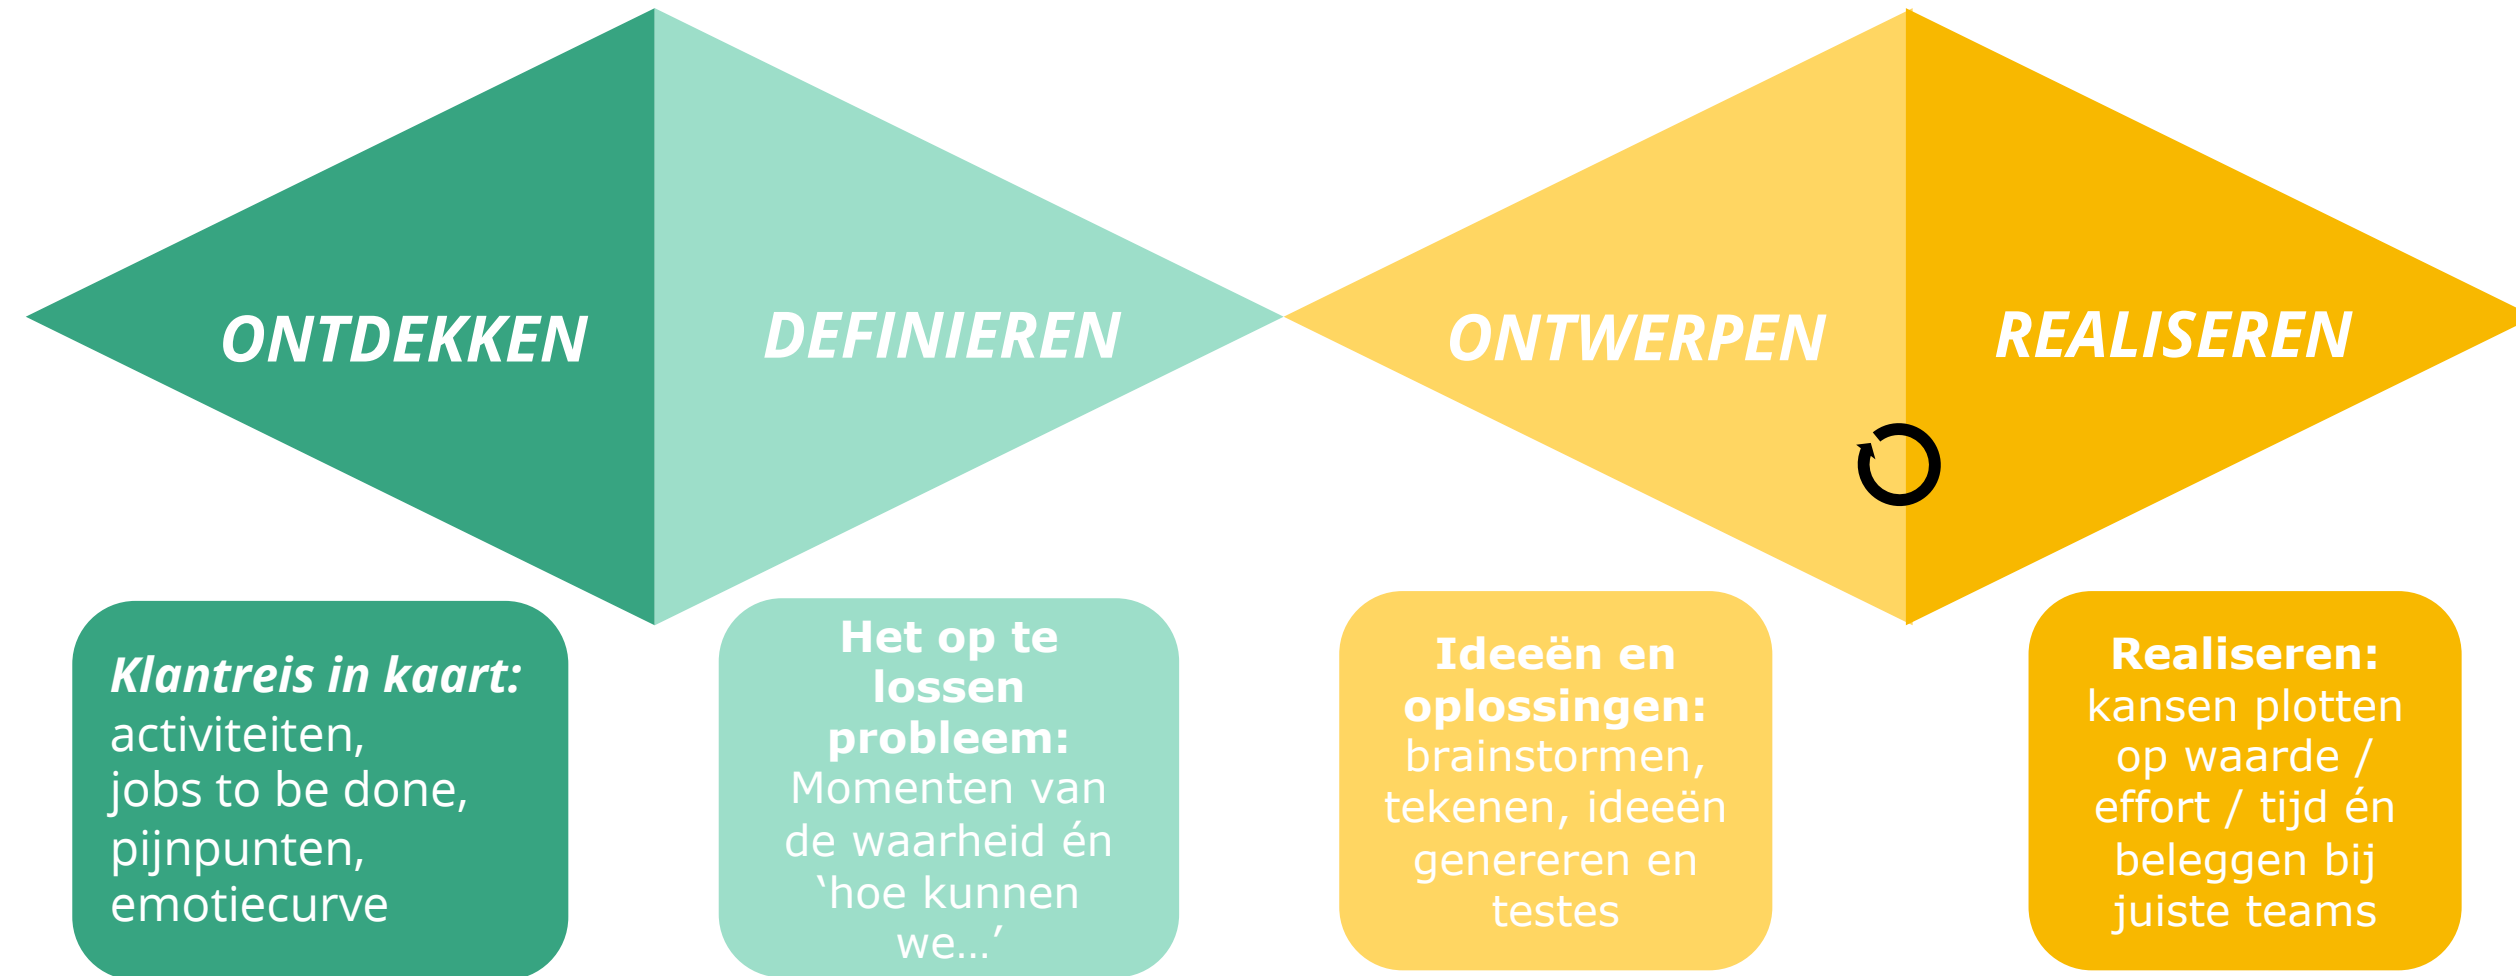 ONTDEKKEN
DEFINIEREN
ONTWERPEN
REALISEREN
Klantreis in kaart:
activiteiten,
jobs to be done,
pijnpunten,
emotiecurve
Het op te
lossen
probleem:
Momenten van
de waarheid én
‘hoe kunnen
we…’
Ideeën en
oplossingen:
brainstormen,
tekenen, ideeën
genereren en
testes
Realiseren:
kansen plotten
op waarde /
effort / tijd én
beleggen bij
juiste teams